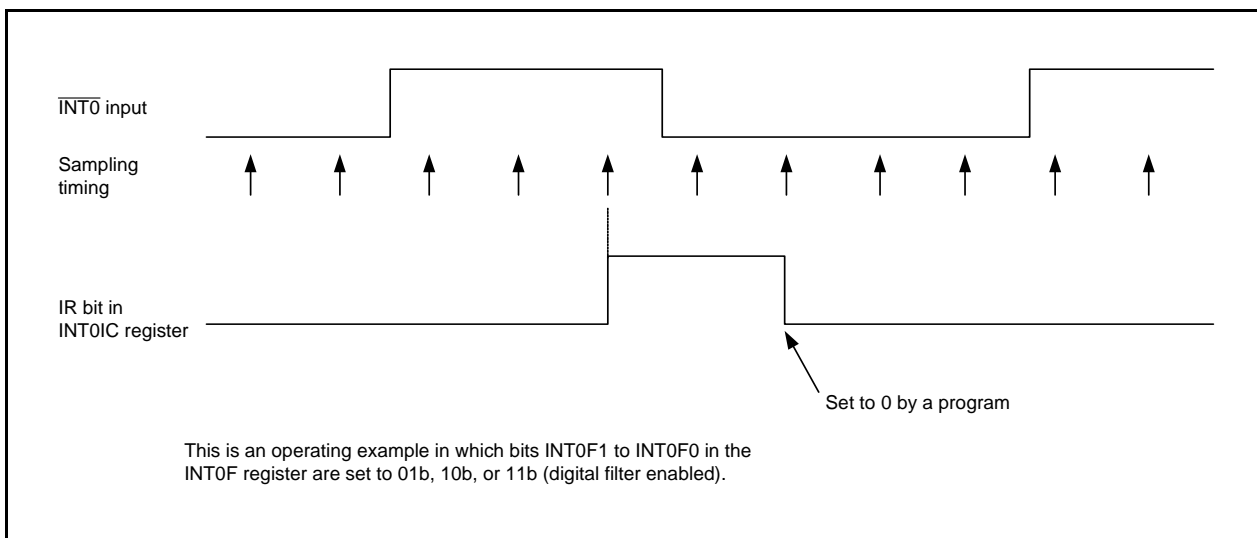 INT0 input
Sampling
timing
IR bit in
INT0IC register
Set to 0 by a program
This is an operating example in which bits INT0F1 to INT0F0 in the
INT0F register are set to 01b, 10b, or 11b (digital filter enabled).